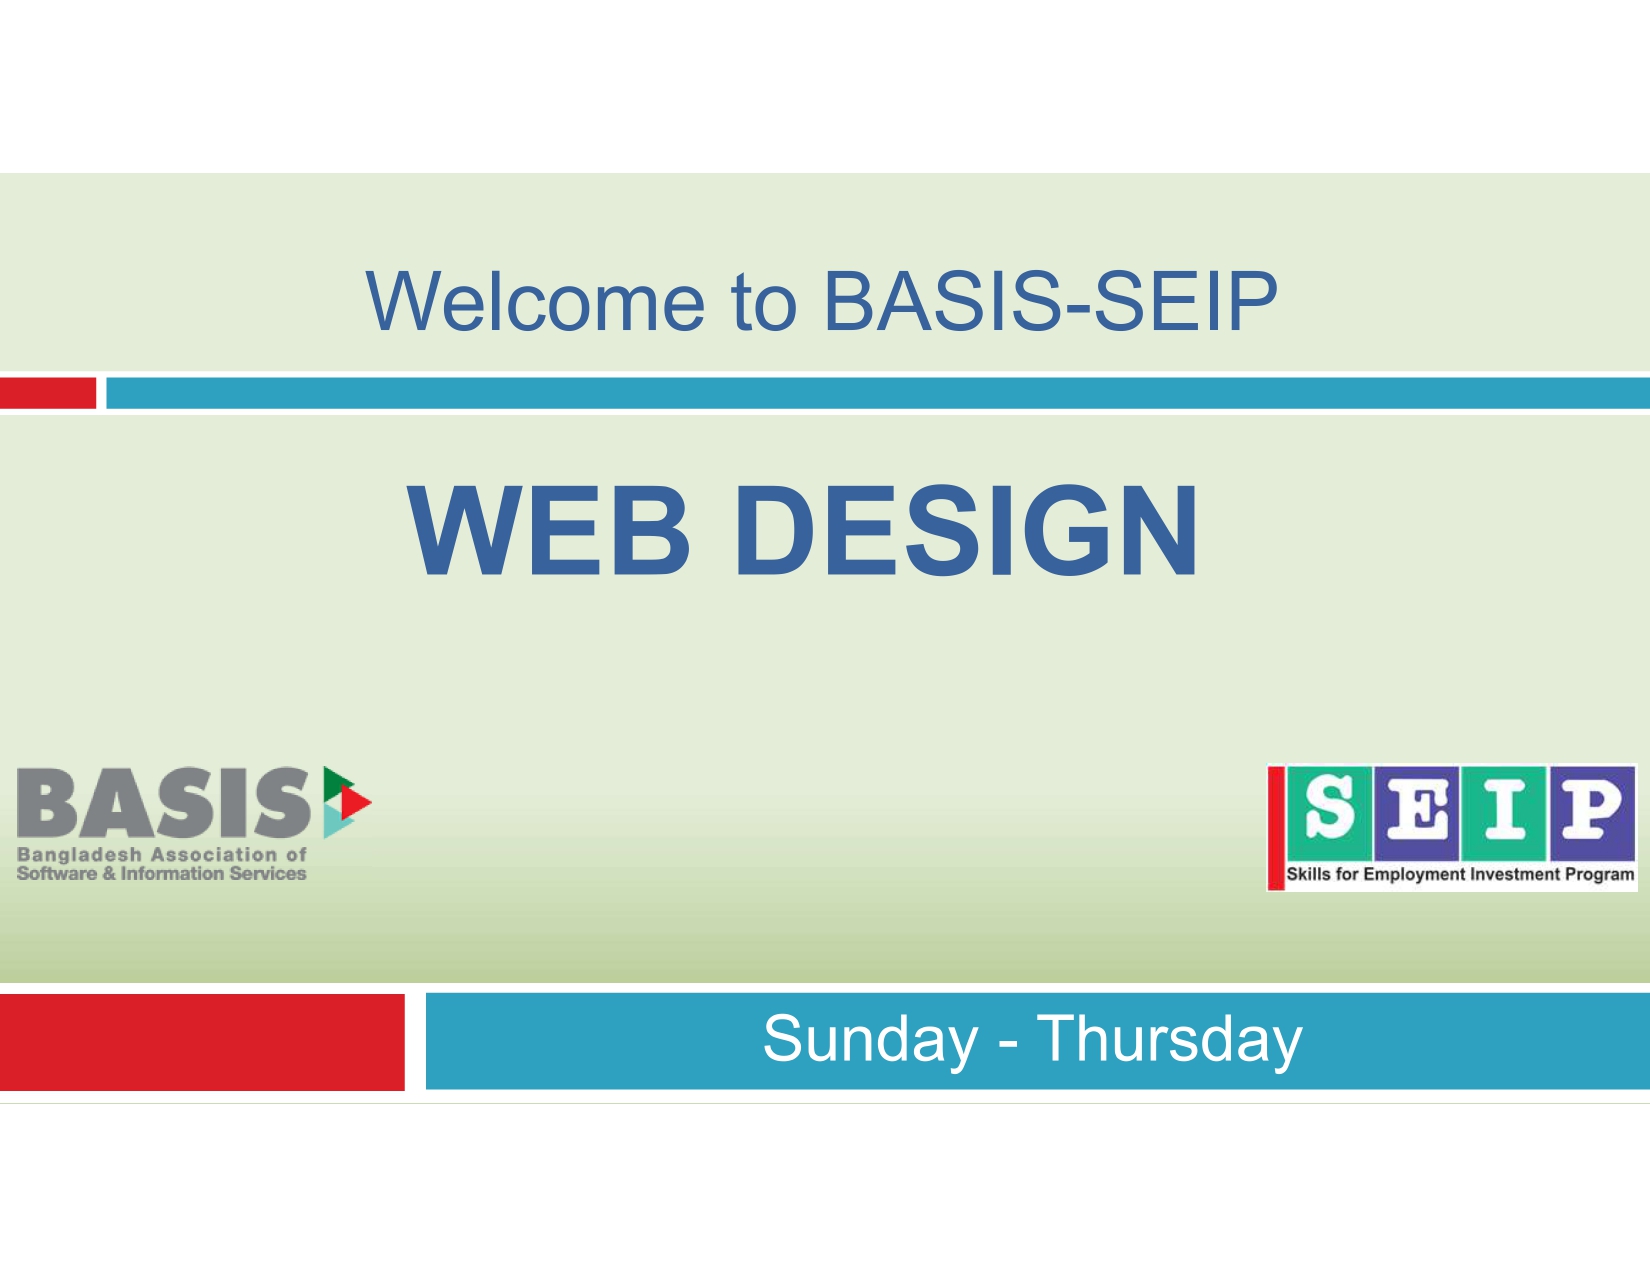 Welcome to BASIS-SEIP
WEB DESIGN
BASIS
Bangladesh Association of
Software & Information Services
SEIP
Skills for Employment Investment Program
Sunday - Thursday